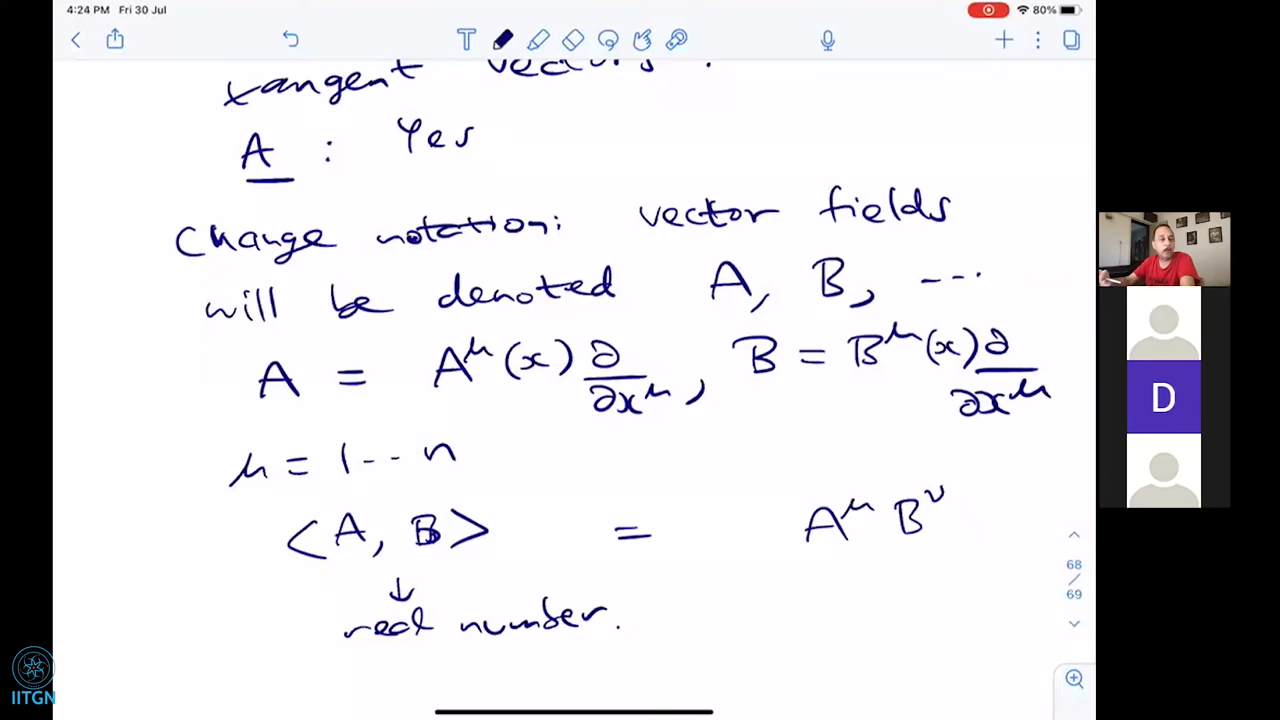 4:24 PM Fri 30 Jul
80%
T
tangent vectors.
A : Yes
Change notation: vector fields
will be denoted A, B, ---
A = A^μ(x) ∂/∂x^μ, B = B^μ(x) ∂/∂x^μ
μ = 1--n
<A, B> = A^μ B^ν
↓
real number.
68
69
D
IITGN